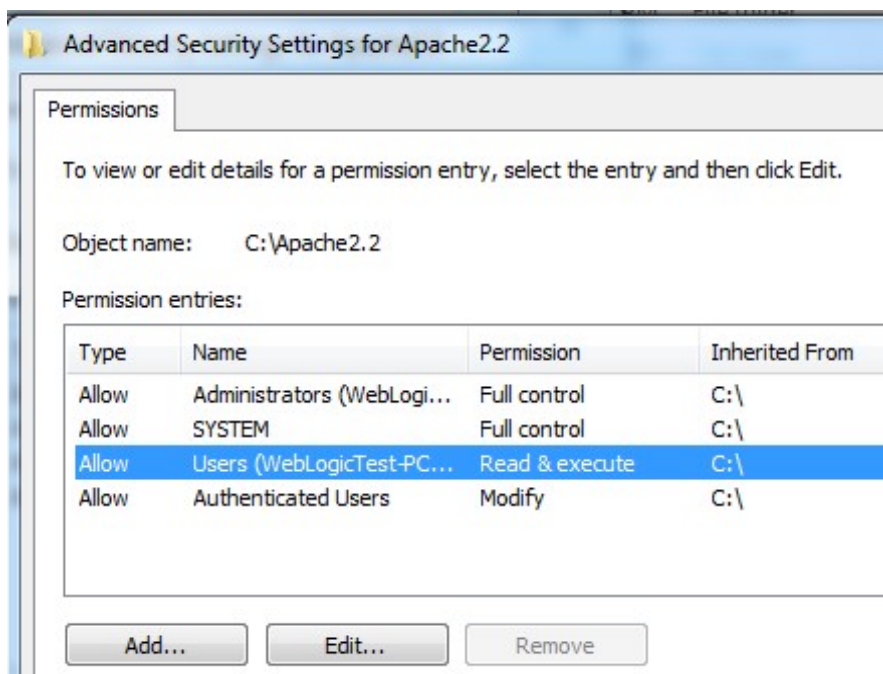 Advanced Security Settings for Apache2.2
Permissions
To view or edit details for a permission entry, select the entry and then click Edit.
Object name: C:\Apache2.2
Permission entries:
Type Name Permission Inherited From
Allow Administrators (WebLogi... Full control C:\
Allow SYSTEM Full control C:\
Allow Users (WebLogicTest-PC... Read & execute C:\
Allow Authenticated Users Modify C:\
Add... Edit... Remove